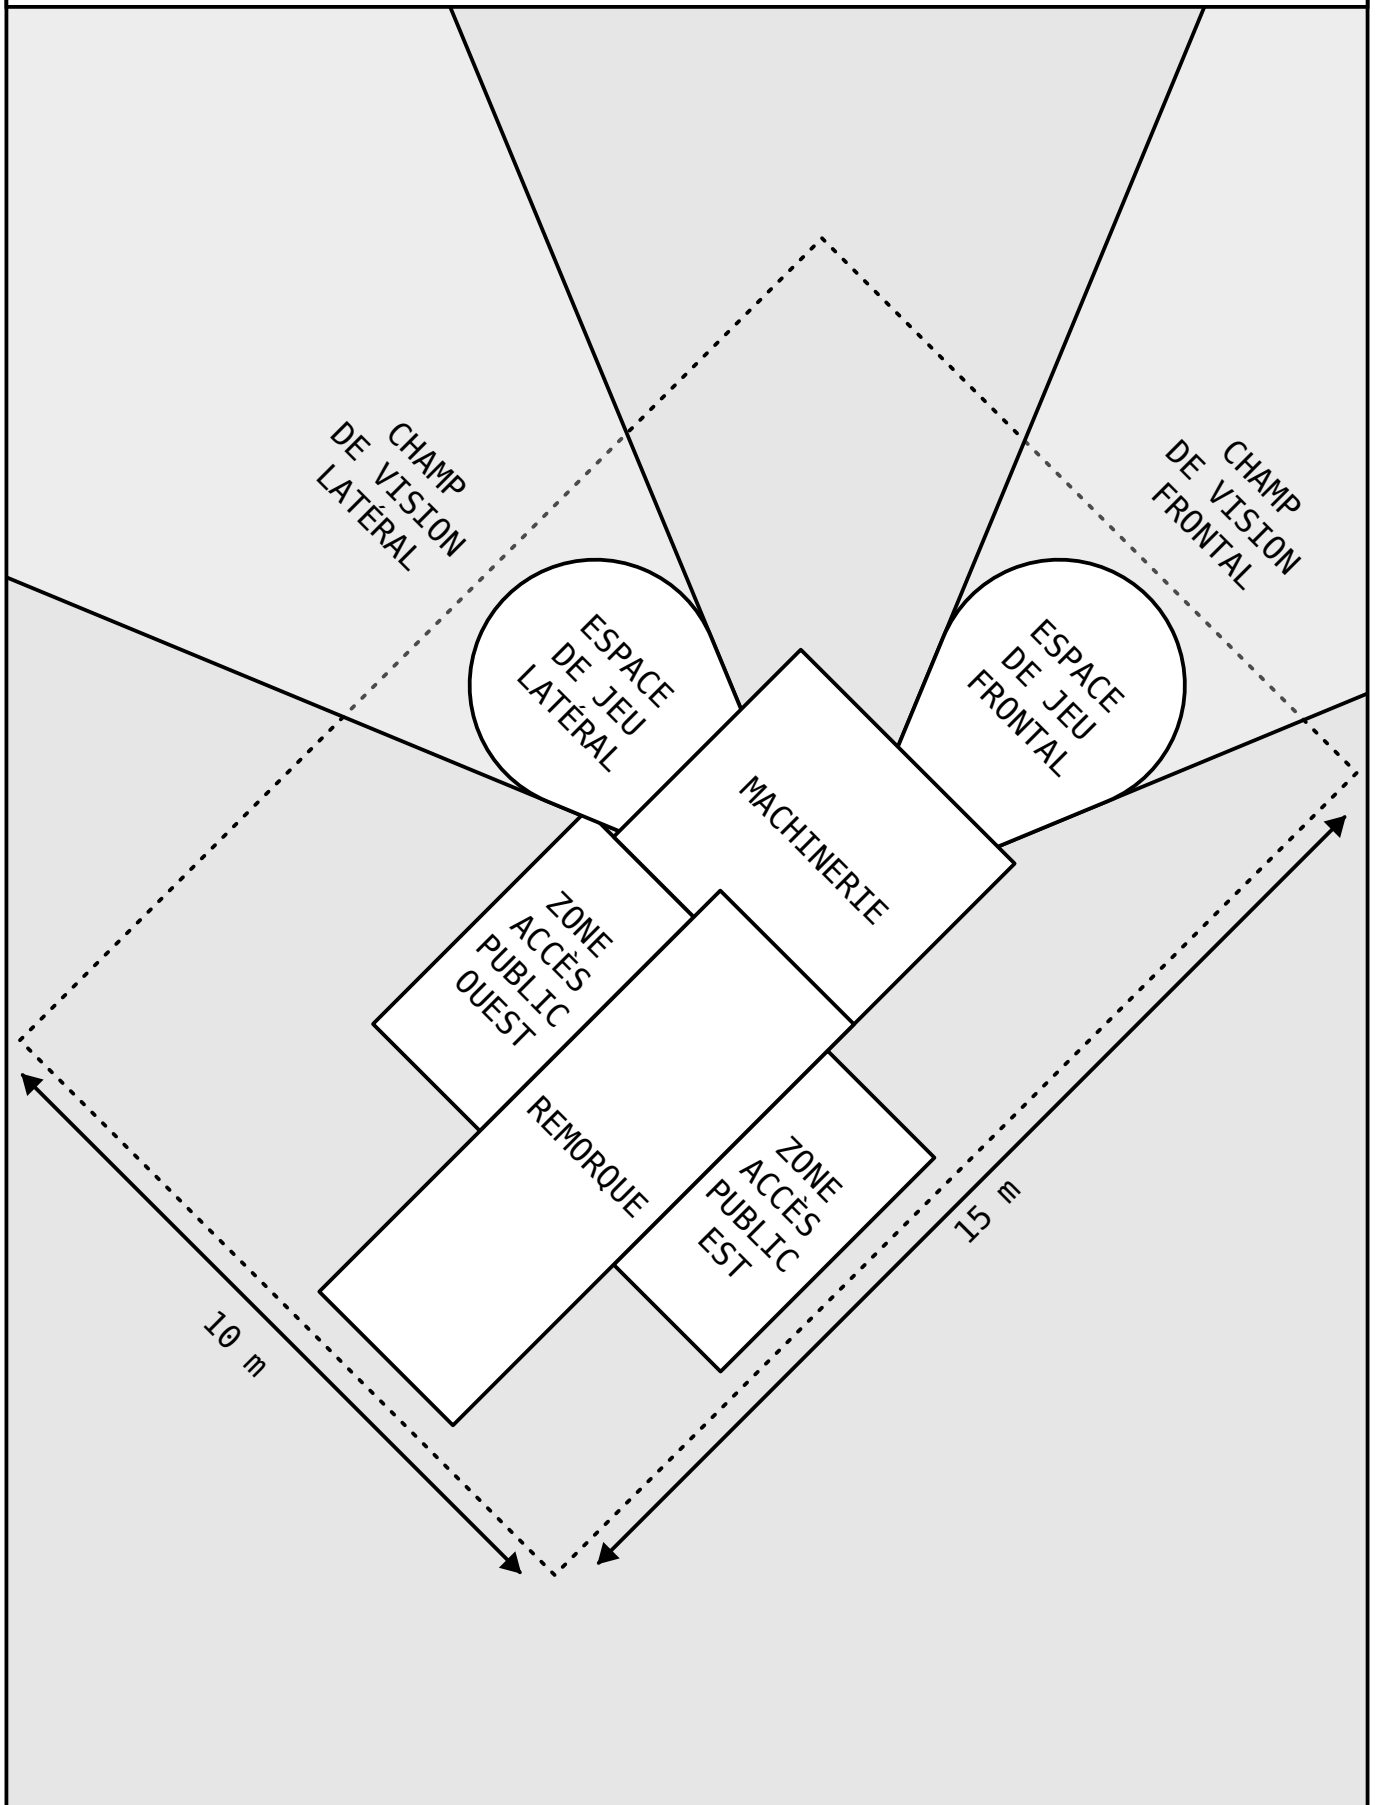 CHAMP
DE VISION
LATÉRAL
CHAMP
DE VISION
FRONTAL
ESPACE
DE JEU
LATÉRAL
ESPACE
DE JEU
FRONTAL
MACHINERIE
ZONE
ACCÈS
PUBLIC
OUEST
REMORQUE
ZONE
ACCÈS
PUBLIC
EST
15 m
10 m